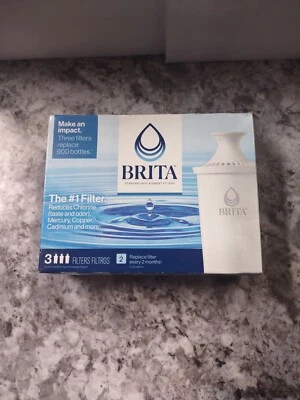 Make an
impact.
Three filters
replace
900 bottles.
BRITA
The #1 Filter.
Reduces Chlorine
(taste and odor),
Mercury, Copper,
Cadmium and more
3 FILTERS FILTROS
2
Replace filter
every 2 months
BRITA